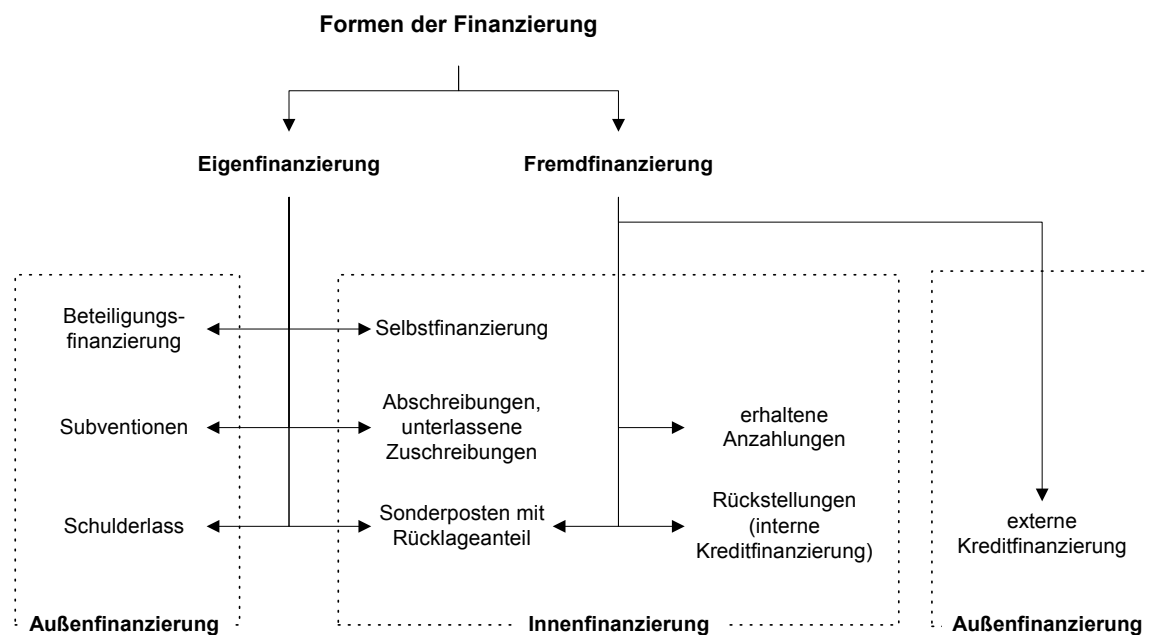 Formen der Finanzierung
Eigenfinanzierung
Fremdfinanzierung
Beteiligungs-
finanzierung
Selbstfinanzierung
Subventionen
Abschreibungen,
unterlassene
Zuschreibungen
erhaltene
Anzahlungen
Schulderlass
Sonderposten mit
Rücklageanteil
Rückstellungen
(interne
Kreditfinanzierung)
externe
Kreditfinanzierung
Außenfinanzierung
Innenfinanzierung
Außenfinanzierung